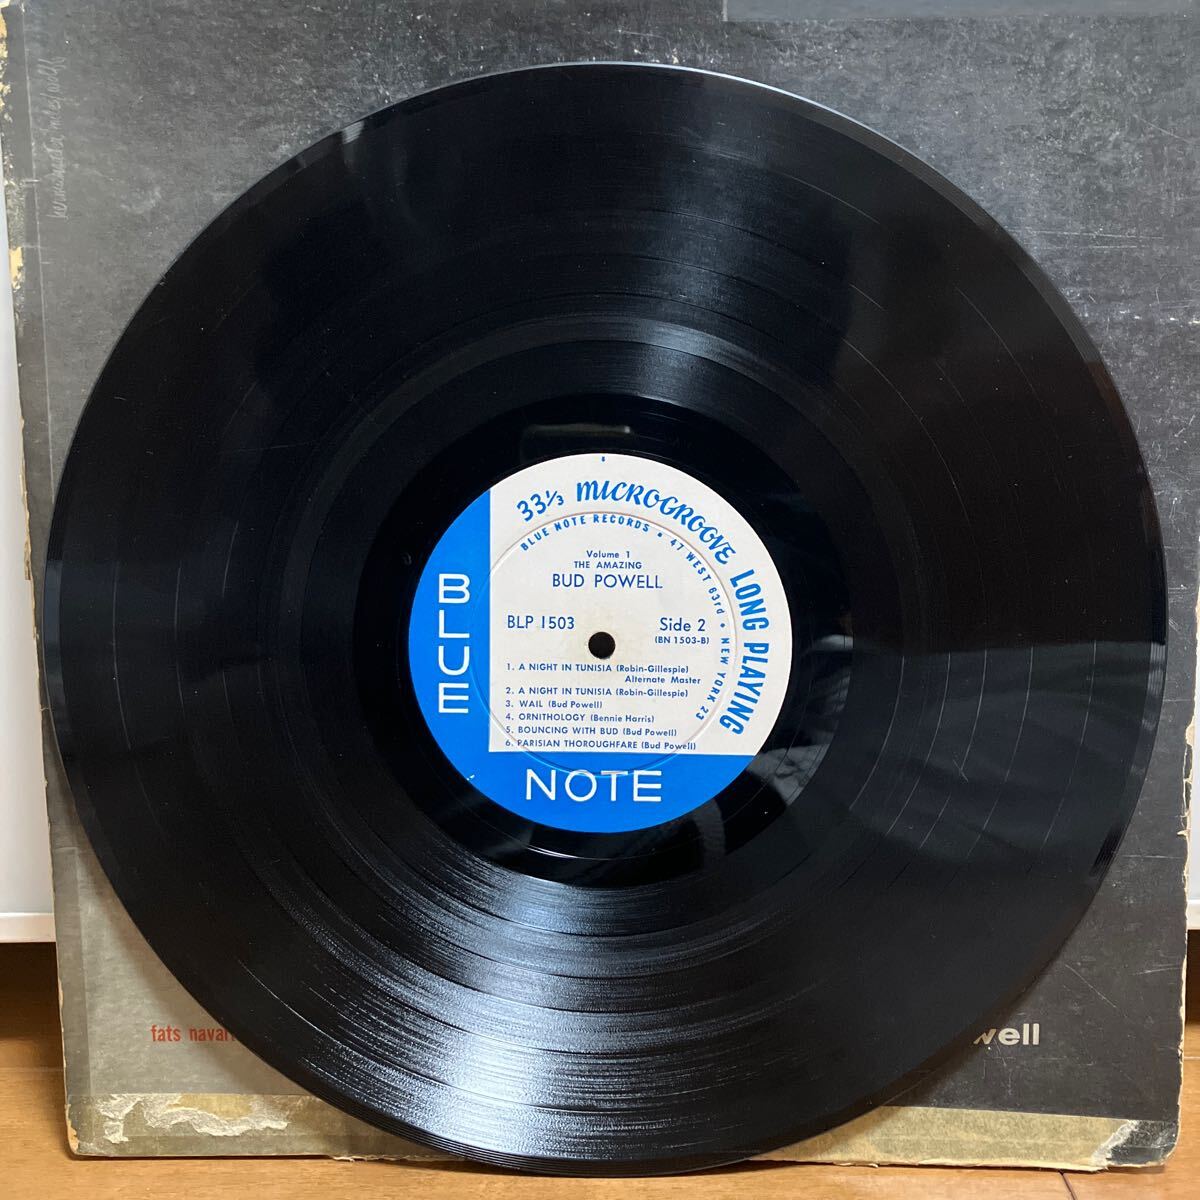 33⅓ MICROGROOVE LONG PLAYING
BLUE NOTE RECORDS • 47 WEST 63rd • NEW YORK 23
Volume 1
THE AMAZING
BUD POWELL
BLP 1503
Side 2
(BN 1503-B)
1. A NIGHT IN TUNISIA (Robin-Gillespie)
Alternate Master
2. A NIGHT IN TUNISIA (Robin-Gillespie)
3. WAIL (Bud Powell)
4. ORNITHOLOGY (Bennie Harris)
5. BOUNCING WITH BUD (Bud Powell)
6. PARISIAN THOROUGHFARE (Bud Powell)
BLUE
NOTE
fats navarr
well